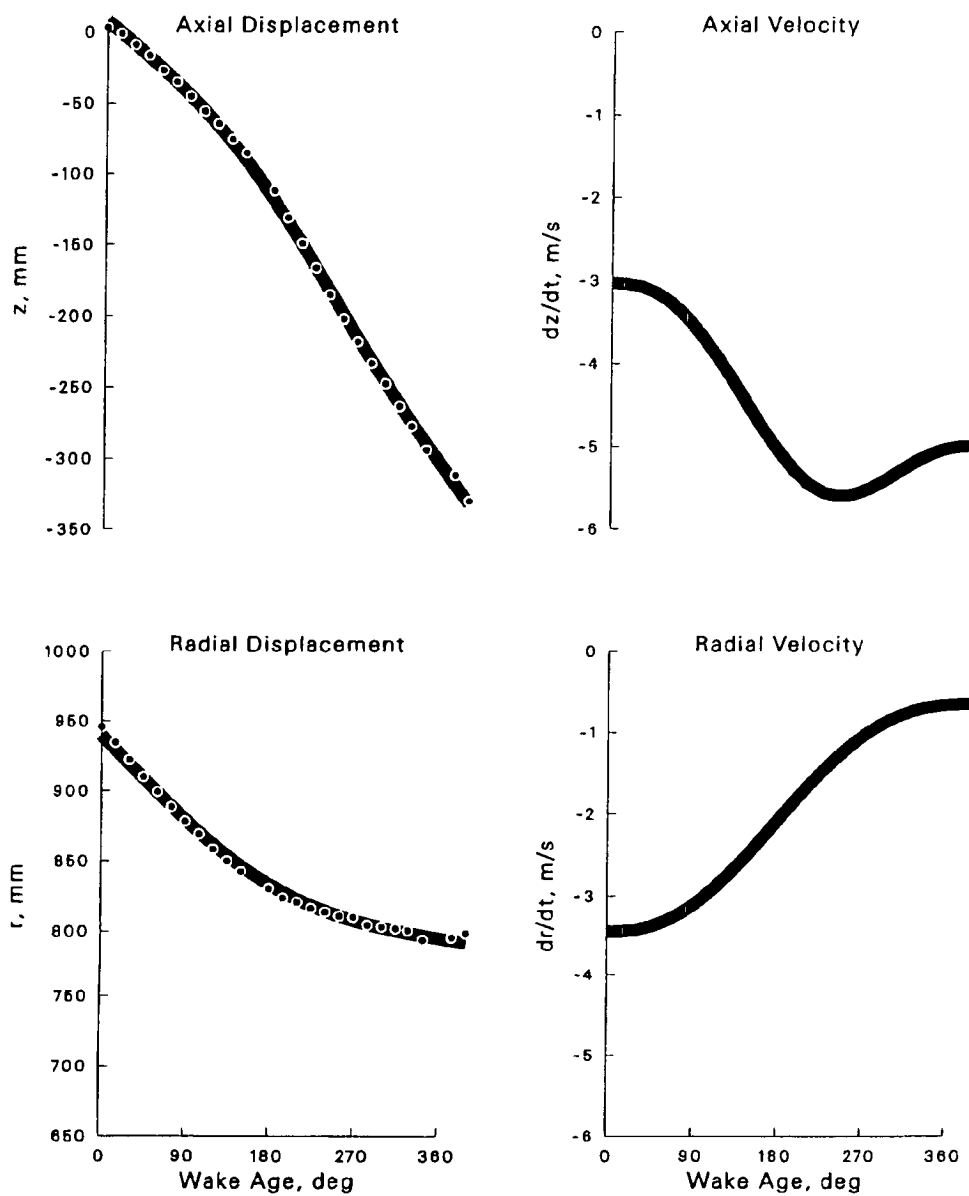 Axial Displacement
0
-50
-100
-150
-200
-250
-300
-350
z, mm
Axial Velocity
0
-1
-2
-3
-4
-5
-6
dz/dt, m/s
Radial Displacement
1000
950
900
850
800
750
700
650
r, mm
0 90 180 270 360
Wake Age, deg
Radial Velocity
0
-1
-2
-3
-4
-5
-6
dr/dt, m/s
0 90 180 270 360
Wake Age, deg